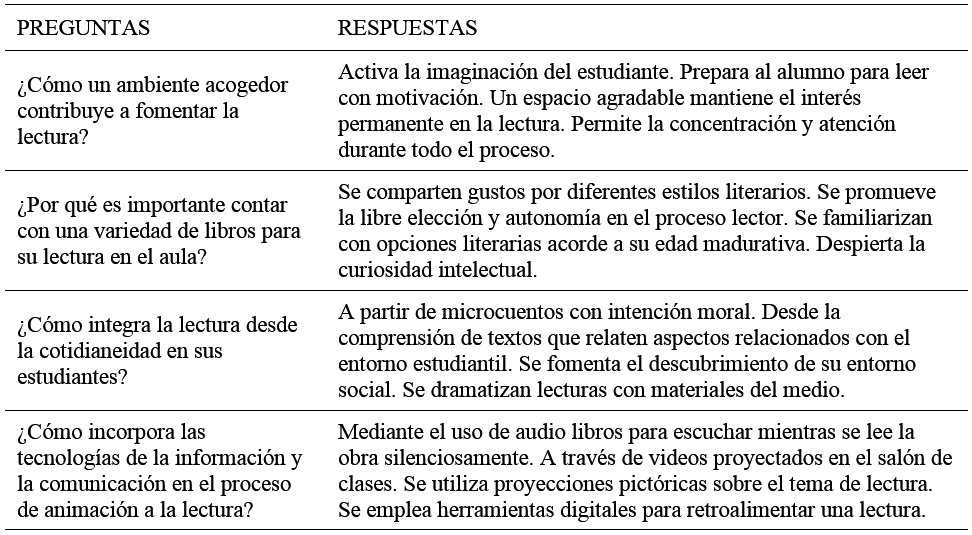 PREGUNTAS RESPUESTAS
¿Cómo un ambiente acogedor
contribuye a fomentar la
lectura?
Activa la imaginación del estudiante. Prepara al alumno para leer
con motivación. Un espacio agradable mantiene el interés
permanente en la lectura. Permite la concentración y atención
durante todo el proceso.
¿Por qué es importante contar
con una variedad de libros para
su lectura en el aula?
Se comparten gustos por diferentes estilos literarios. Se promueve
la libre elección y autonomía en el proceso lector. Se familiarizan
con opciones literarias acorde a su edad madurativa. Despierta la
curiosidad intelectual.
¿Cómo integra la lectura desde
la cotidianeidad en sus
estudiantes?
A partir de microcuentos con intención moral. Desde la
comprensión de textos que relaten aspectos relacionados con el
entorno estudiantil. Se fomenta el descubrimiento de su entorno
social. Se dramatizan lecturas con materiales del medio.
¿Cómo incorpora las
tecnologías de la información y
la comunicación en el proceso
de animación a la lectura?
Mediante el uso de audio libros para escuchar mientras se lee la
obra silenciosamente. A través de videos proyectados en el salón de
clases. Se utiliza proyecciones pictóricas sobre el tema de lectura.
Se emplea herramientas digitales para retroalimentar una lectura.